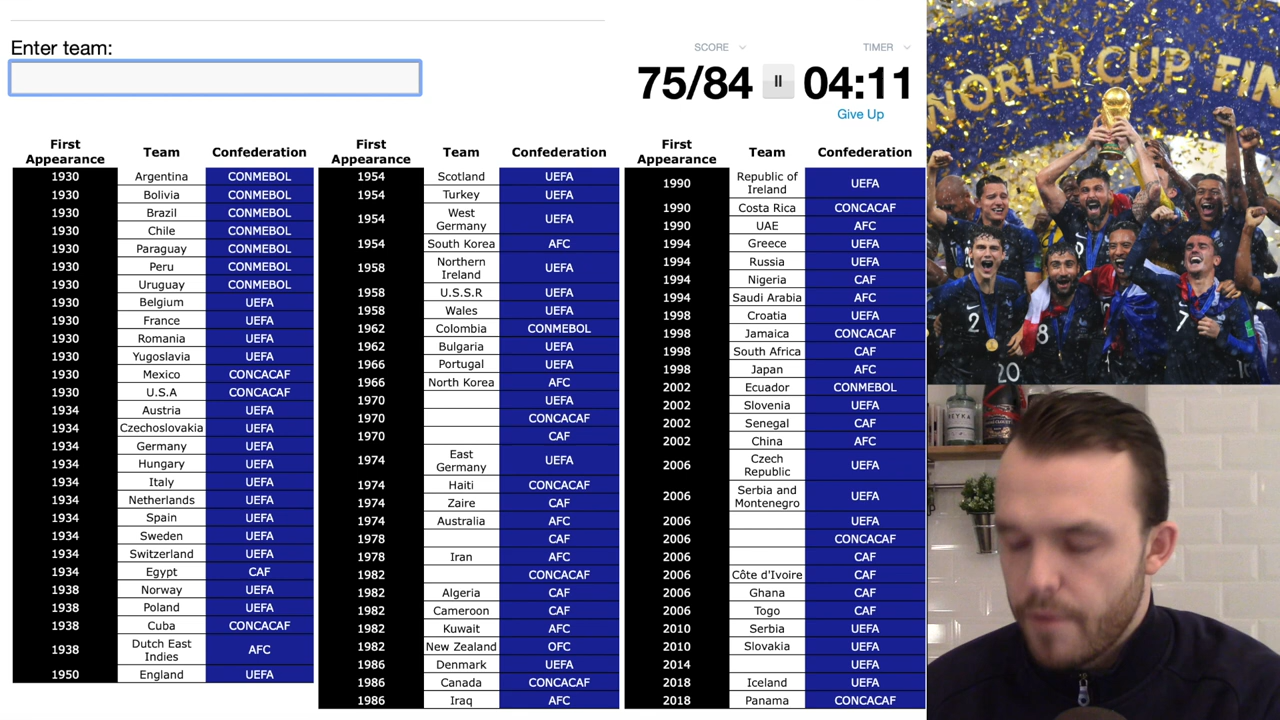 Enter team:
SCORE
TIMER
75/84
04:11
Give Up
First Appearance Team Confederation
1930 Argentina CONMEBOL
1930 Bolivia CONMEBOL
1930 Brazil CONMEBOL
1930 Chile CONMEBOL
1930 Paraguay CONMEBOL
1930 Peru CONMEBOL
1930 Uruguay CONMEBOL
1930 Belgium UEFA
1930 France UEFA
1930 Romania UEFA
1930 Yugoslavia UEFA
1930 Mexico CONCACAF
1930 U.S.A CONCACAF
1934 Austria UEFA
1934 Czechoslovakia UEFA
1934 Germany UEFA
1934 Hungary UEFA
1934 Italy UEFA
1934 Netherlands UEFA
1934 Spain UEFA
1934 Sweden UEFA
1934 Switzerland UEFA
1934 Egypt CAF
1938 Norway UEFA
1938 Poland UEFA
1938 Cuba CONCACAF
1938 Dutch East Indies AFC
1950 England UEFA
First Appearance Team Confederation
1954 Scotland UEFA
1954 Turkey UEFA
1954 West Germany UEFA
1954 South Korea AFC
1958 Northern Ireland UEFA
1958 U.S.S.R UEFA
1958 Wales UEFA
1962 Colombia CONMEBOL
1962 Bulgaria UEFA
1966 Portugal UEFA
1966 North Korea AFC
1970 UEFA
1970 CONCACAF
1970 CAF
1974 East Germany UEFA
1974 Haiti CONCACAF
1974 Zaire CAF
1974 Australia AFC
1978 CAF
1978 Iran AFC
1982 CONCACAF
1982 Algeria CAF
1982 Cameroon CAF
1982 Kuwait AFC
1982 New Zealand OFC
1986 Denmark UEFA
1986 Canada CONCACAF
1986 Iraq AFC
First Appearance Team Confederation
1990 Republic of Ireland UEFA
1990 Costa Rica CONCACAF
1990 UAE AFC
1994 Greece UEFA
1994 Russia UEFA
1994 Nigeria CAF
1994 Saudi Arabia AFC
1998 Croatia UEFA
1998 Jamaica CONCACAF
1998 South Africa CAF
1998 Japan AFC
2002 Ecuador CONMEBOL
2002 Slovenia UEFA
2002 Senegal CAF
2002 China AFC
2006 Czech Republic UEFA
2006 Serbia and Montenegro UEFA
2006 UEFA
2006 CONCACAF
2006 CAF
2006 Côte d'Ivoire CAF
2006 Ghana CAF
2006 Togo CAF
2010 Serbia UEFA
2010 Slovakia UEFA
2014 UEFA
2018 Iceland UEFA
2018 Panama CONCACAF
WORLD CUP FIN
2
8
9
7
20
REYKA